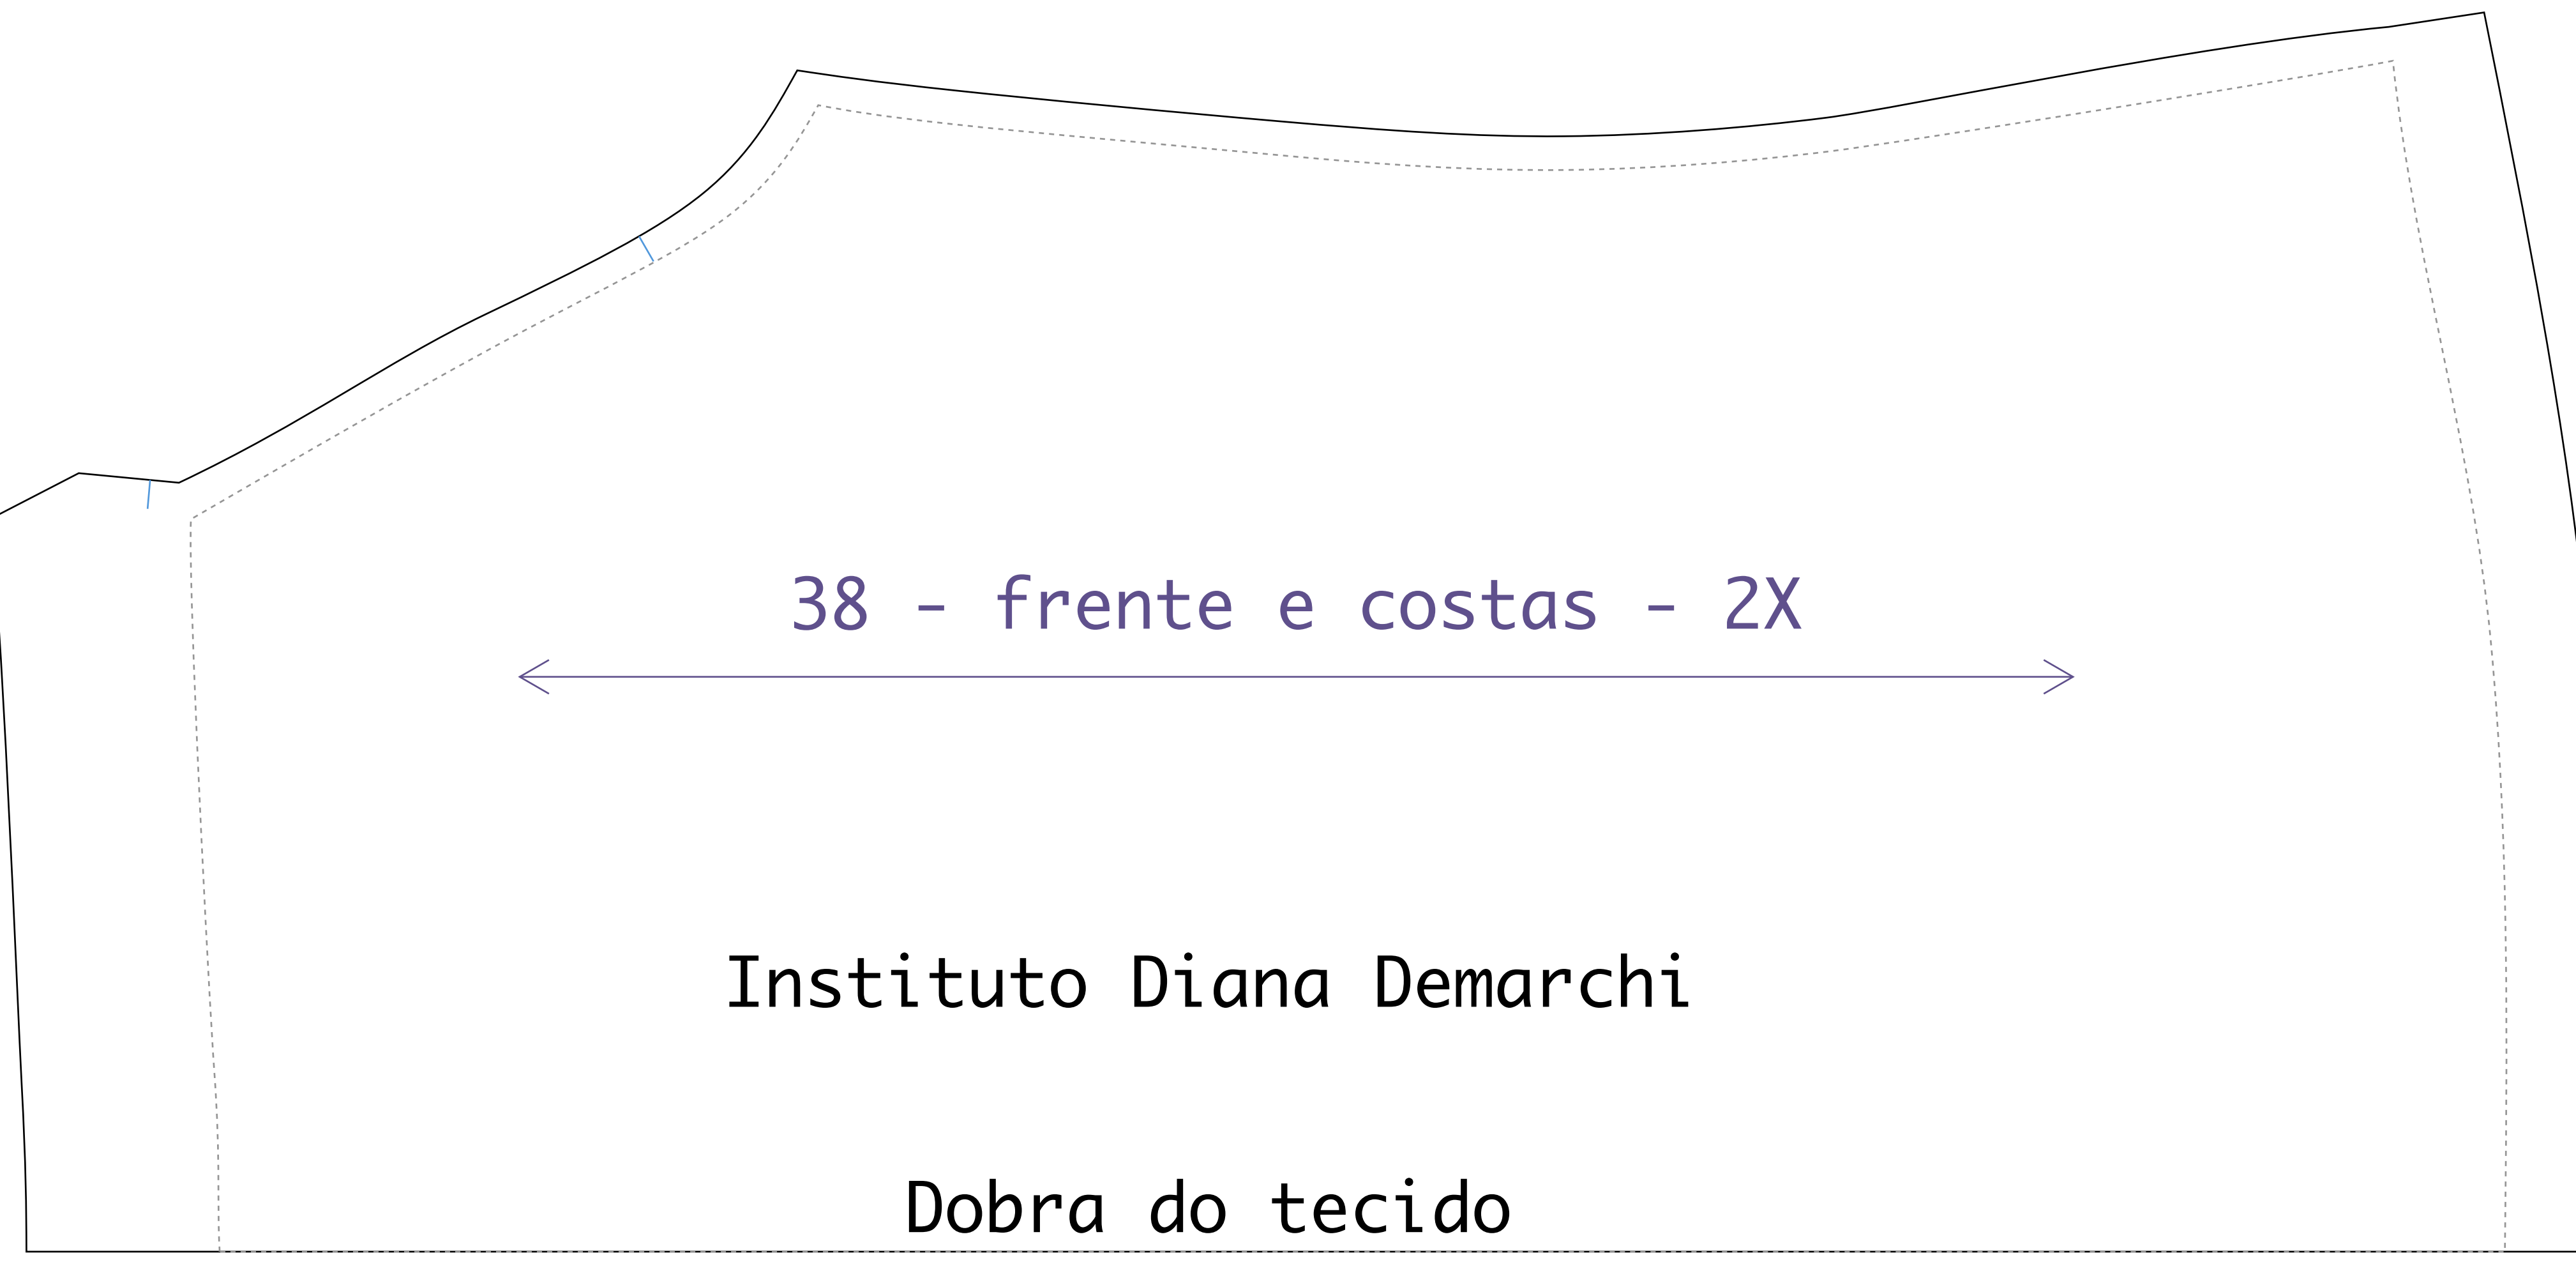 38 - frente e costas - 2X
Instituto Diana Demarchi
Dobra do tecido